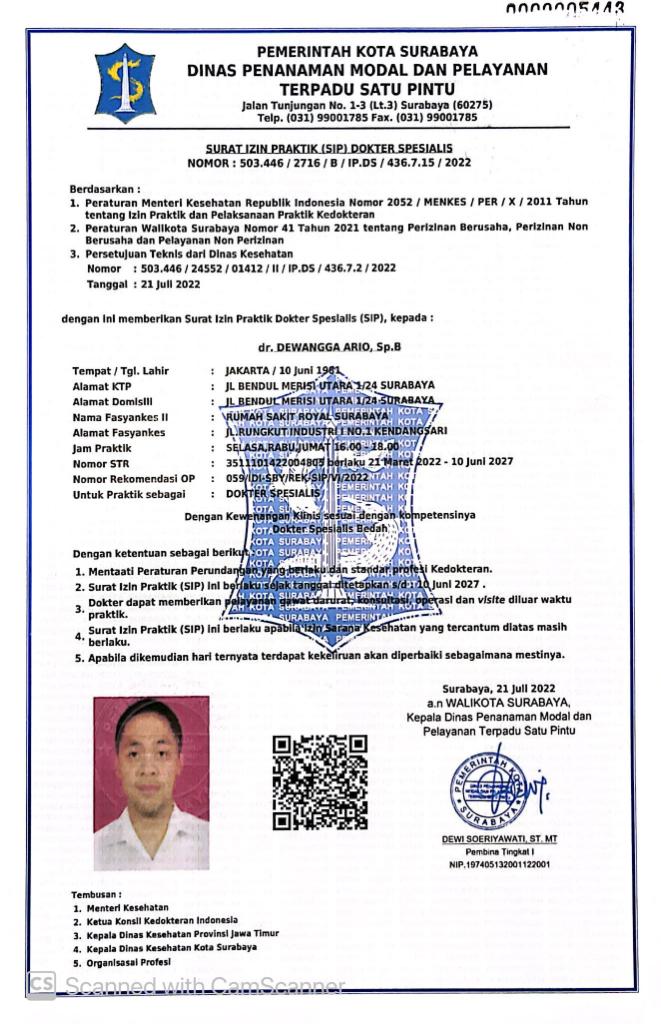 0000005443
PEMERINTAH KOTA SURABAYA
DINAS PENANAMAN MODAL DAN PELAYANAN
TERPADU SATU PINTU
Jalan Tunjungan No. 1-3 (Lt.3) Surabaya (60275)
Telp. (031) 99001785 Fax. (031) 99001785
SURAT IZIN PRAKTIK (SIP) DOKTER SPESIALIS
NOMOR : 503.446 / 2716 / B / IP.DS / 436.7.15 / 2022
Berdasarkan :
1. Peraturan Menteri Kesehatan Republik Indonesia Nomor 2052 / MENKES / PER / X / 2011 Tahun
tentang Izin Praktik dan Pelaksanaan Praktik Kedokteran
2. Peraturan Walikota Surabaya Nomor 41 Tahun 2021 tentang Perizinan Berusaha, Perizinan Non
Berusaha dan Pelayanan Non Perizinan
3. Persetujuan Teknis dari Dinas Kesehatan
Nomor : 503.446 / 24552 / 01412 / II / IP.DS / 436.7.2 / 2022
Tanggal : 21 Juli 2022
dengan ini memberikan Surat Izin Praktik Dokter Spesialis (SIP), kepada :
dr. DEWANGGA ARIO, Sp.B
Tempat / Tgl. Lahir : JAKARTA / 10 Juni 1981
Alamat KTP : JL BENDUL MERISI UTARA 1/24 SURABAYA
Alamat Domisili : JL BENDUL MERISI UTARA 1/24 SURABAYA
Nama Fasyankes II : RUMAH SAKIT ROYAL SURABAYA
Alamat Fasyankes : JL.RUNGKUT INDUSTRI I NO.1 KENDANGSARI
Jam Praktik : SELASA,RABU,JUMAT 16.00 - 18.00
Nomor STR : 3511101422004805 berlaku 21 Maret 2022 - 10 Juni 2027
Nomor Rekomendasi OP : 059/IDI-SBY/REK-SIP/VI/2022
Untuk Praktik sebagai : DOKTER SPESIALIS
Dengan Kewenangan Klinis sesuai dengan kompetensinya
Dokter Spesialis Bedah
Dengan ketentuan sebagai berikut :
1. Mentaati Peraturan Perundangan yang berlaku dan standar profesi Kedokteran.
2. Surat Izin Praktik (SIP) ini berlaku sejak tanggal ditetapkan s/d : 10 Juni 2027 .
3. Dokter dapat memberikan pelayanan gawat darurat, konsultasi, operasi dan visite diluar waktu
praktik.
4. Surat Izin Praktik (SIP) ini berlaku apabila Izin Sarana Kesehatan yang tercantum diatas masih
berlaku.
5. Apabila dikemudian hari ternyata terdapat kekeliruan akan diperbaiki sebagaimana mestinya.
Surabaya, 21 Juli 2022
a.n WALIKOTA SURABAYA,
Kepala Dinas Penanaman Modal dan
Pelayanan Terpadu Satu Pintu
PEMERINTAH KOTA
SURABAYA
DEWI SOERIYAWATI, ST. MT
Pembina Tingkat I
NIP.197405132001122001
Tembusan :
1. Menteri Kesehatan
2. Ketua Konsil Kedokteran Indonesia
3. Kepala Dinas Kesehatan Provinsi Jawa Timur
4. Kepala Dinas Kesehatan Kota Surabaya
5. Organisasai Profesi
CS Scanned with CamScanner